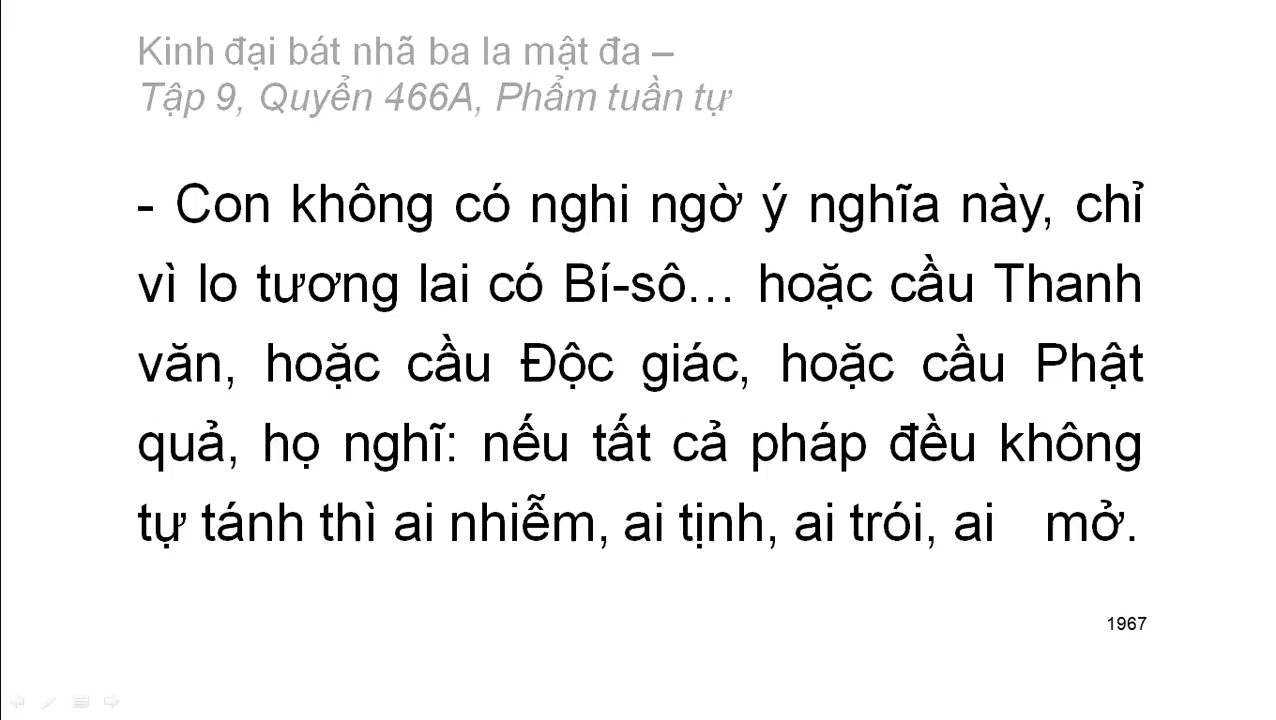 Kinh đại bát nhã ba la mật đa –
Tập 9, Quyển 466A, Phẩm tuần tự
- Con không có nghi ngờ ý nghĩa này, chỉ
vì lo tương lai có Bí-sô... hoặc cầu Thanh
văn, hoặc cầu Độc giác, hoặc cầu Phật
quả, họ nghĩ: nếu tất cả pháp đều không
tự tánh thì ai nhiễm, ai tịnh, ai trói, ai mở.
1967